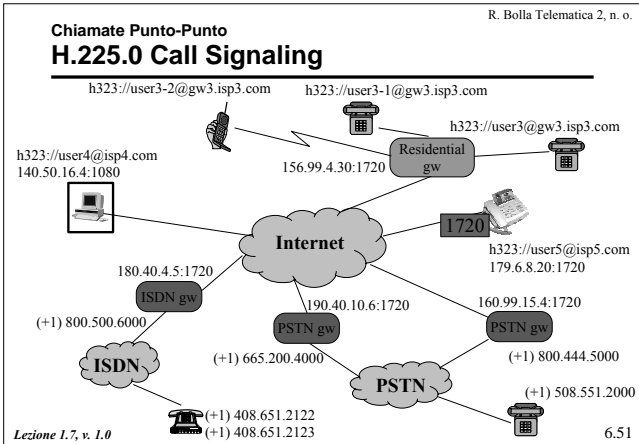 R. Bolla Telematica 2, n. o.
Chiamate Punto-Punto
H.225.0 Call Signaling
h323://user3-2@gw3.isp3.com
h323://user3-1@gw3.isp3.com
h323://user3@gw3.isp3.com
Residential
gw
156.99.4.30:1720
h323://user4@isp4.com
140.50.16.4:1080
1720
h323://user5@isp5.com
179.6.8.20:1720
Internet
180.40.4.5:1720
ISDN gw
190.40.10.6:1720
PSTN gw
160.99.15.4:1720
PSTN gw
(+1) 800.500.6000
(+1) 665.200.4000
(+1) 800.444.5000
ISDN
PSTN
(+1) 508.551.2000
(+1) 408.651.2122
(+1) 408.651.2123
Lezione 1.7, v. 1.0
6.51